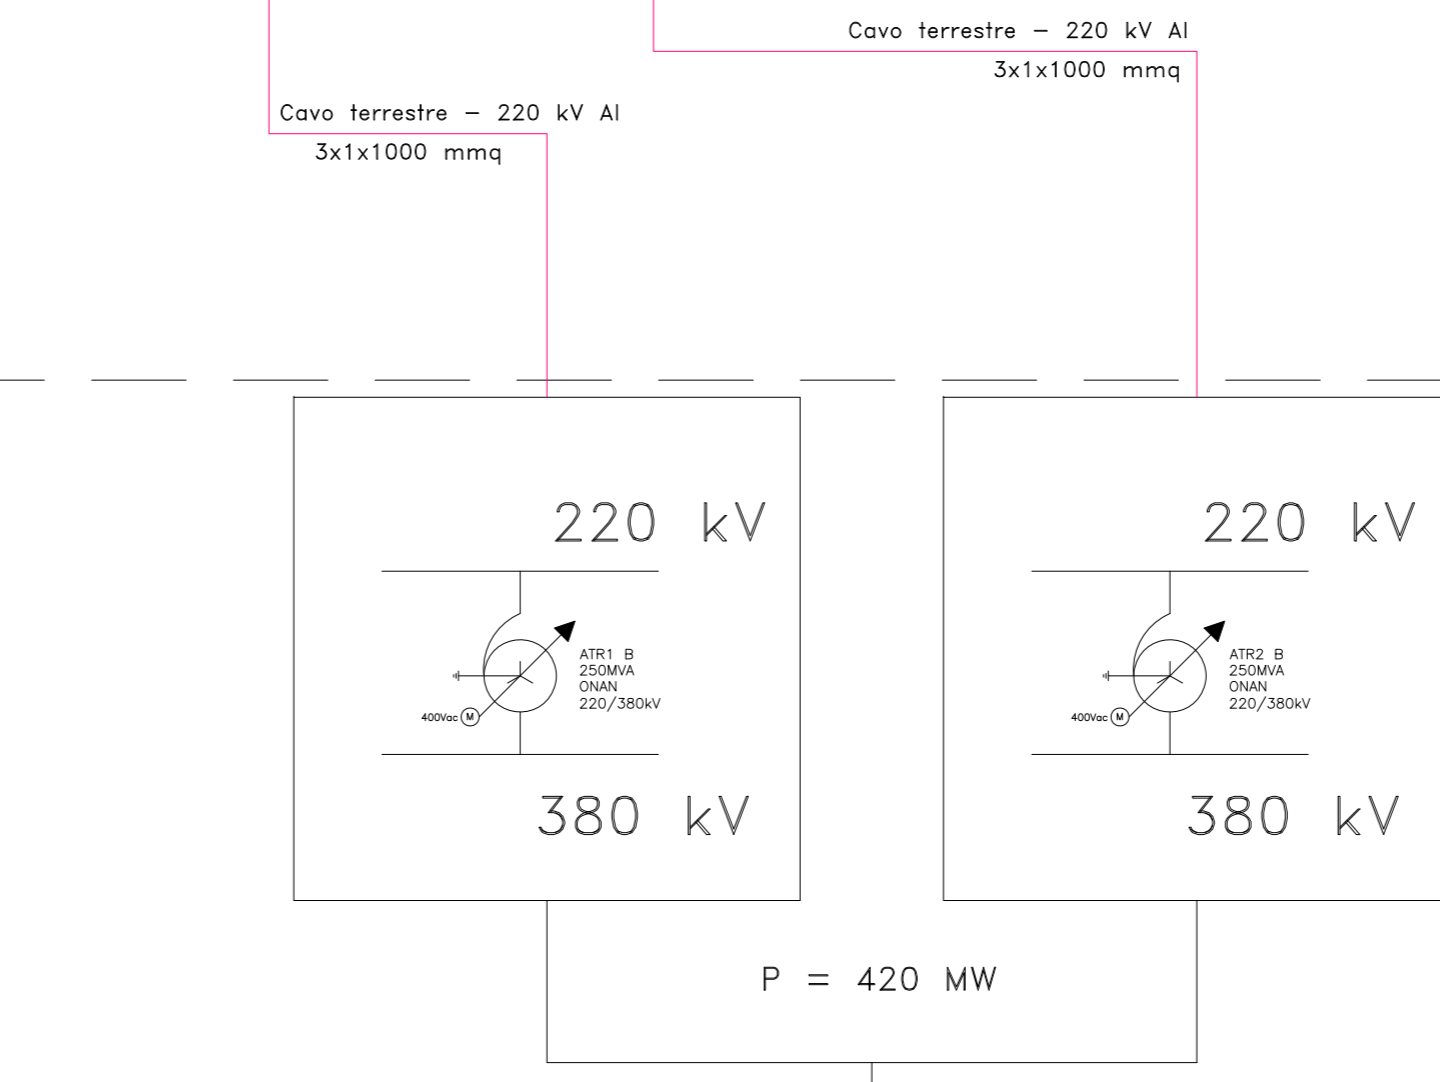 Cavo terrestre – 220 kV Al
3x1x1000 mmq
Cavo terrestre – 220 kV Al
3x1x1000 mmq
220 kV
ATR1 B
250MVA
ONAN
220/380kV
400Vac M
380 kV
220 kV
ATR2 B
250MVA
ONAN
220/380kV
400Vac M
380 kV
P = 420 MW